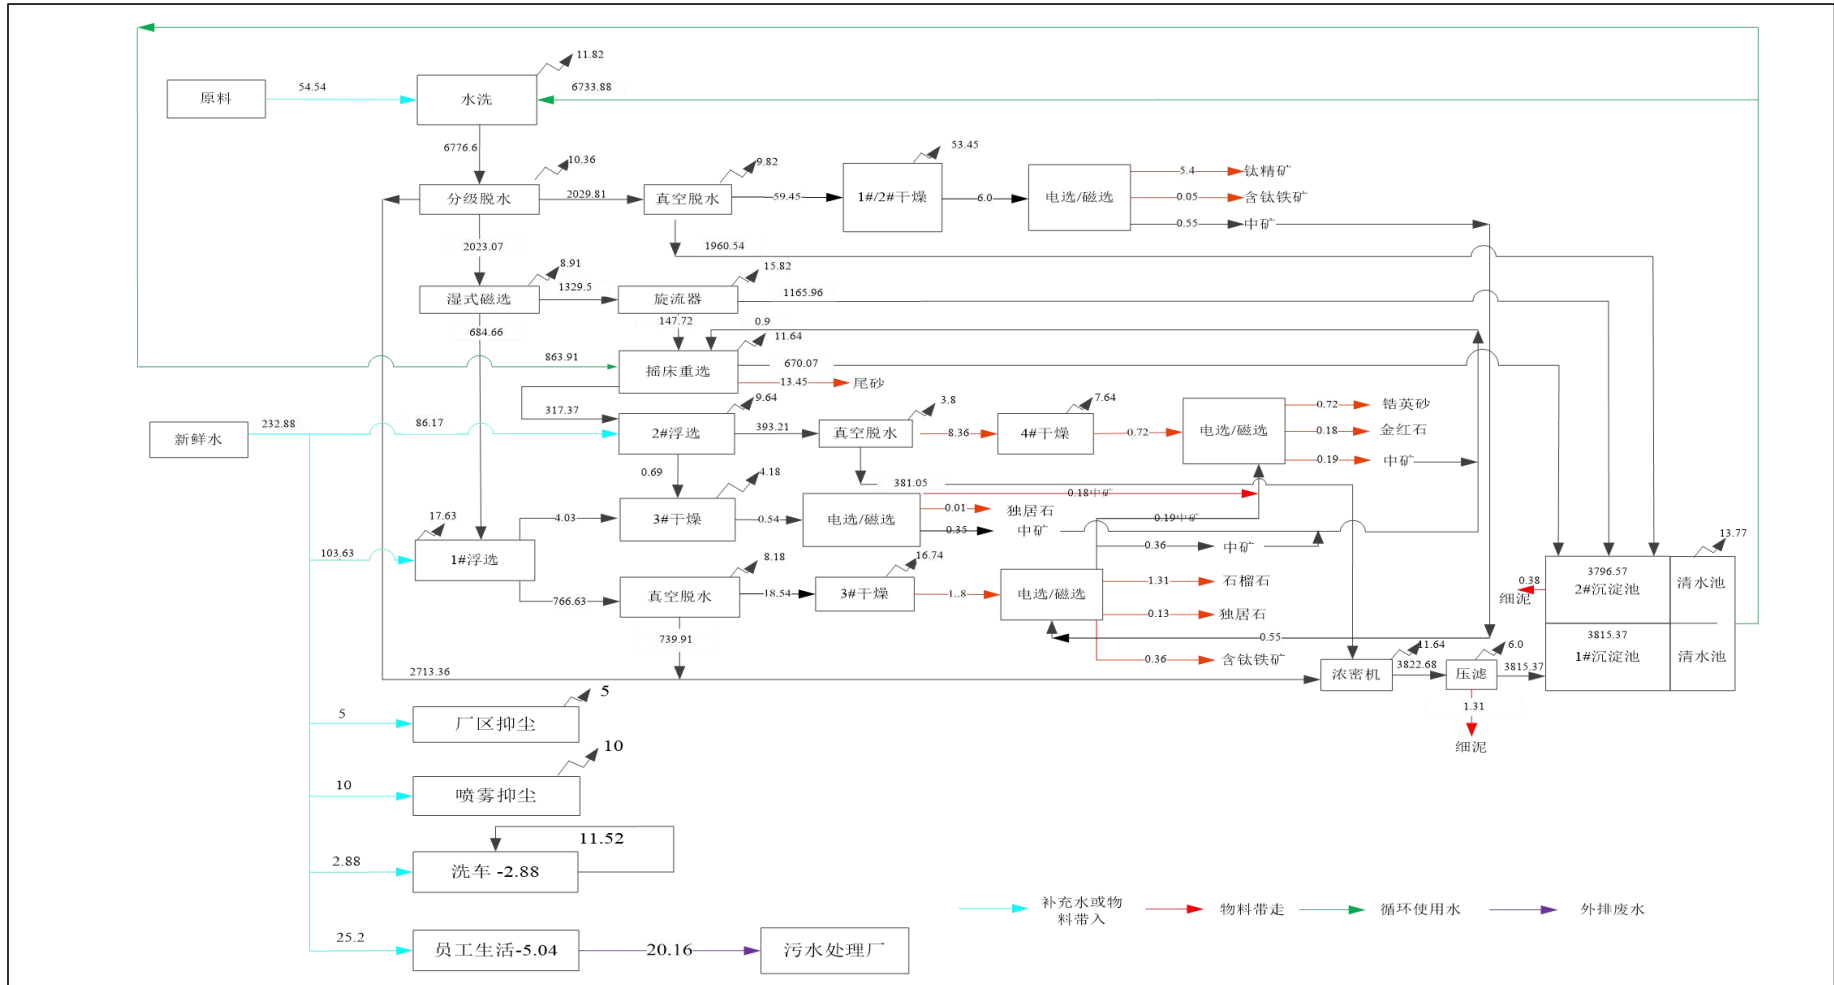 11.82
原料
54.54
水洗
6733.88
6776.6
10.36
分级脱水
2029.81
真空脱水
9.82
59.45
1#/2#干燥
53.45
6.0
电选/磁选
5.4
钛精矿
0.05
含钛铁矿
0.55
中矿
2023.07
1960.54
湿式磁选
8.91
1329.5
旋流器
15.82
1165.96
684.66
147.72
0.9
11.64
863.91
摇床重选
670.07
13.45
尾砂
317.37
新鲜水
232.88
86.17
2#浮选
9.64
393.21
真空脱水
3.8
8.36
4#干燥
7.64
0.72
电选/磁选
0.72
锆英砂
0.18
金红石
0.19
中矿
0.69
4.18
381.05
0.18中矿
17.63
4.03
3#干燥
0.54
电选/磁选
0.01
独居石
0.35
中矿
0.19中矿
0.36
中矿
103.63
1#浮选
8.18
16.74
766.63
真空脱水
18.54
3#干燥
1..8
电选/磁选
1.31
石榴石
0.13
独居石
0.55
0.36
含钛铁矿
13.77
3796.57
2#沉淀池
清水池
0.38
细泥
3815.37
1#沉淀池
清水池
739.91
2713.36
浓密机
11.64
3822.68
压滤
6.0
3815.37
1.31
细泥
5
厂区抑尘
5
10
喷雾抑尘
10
11.52
2.88
洗车 -2.88
25.2
员工生活-5.04
20.16
污水处理厂
补充水或物
料带入
物料带走
循环使用水
外排废水